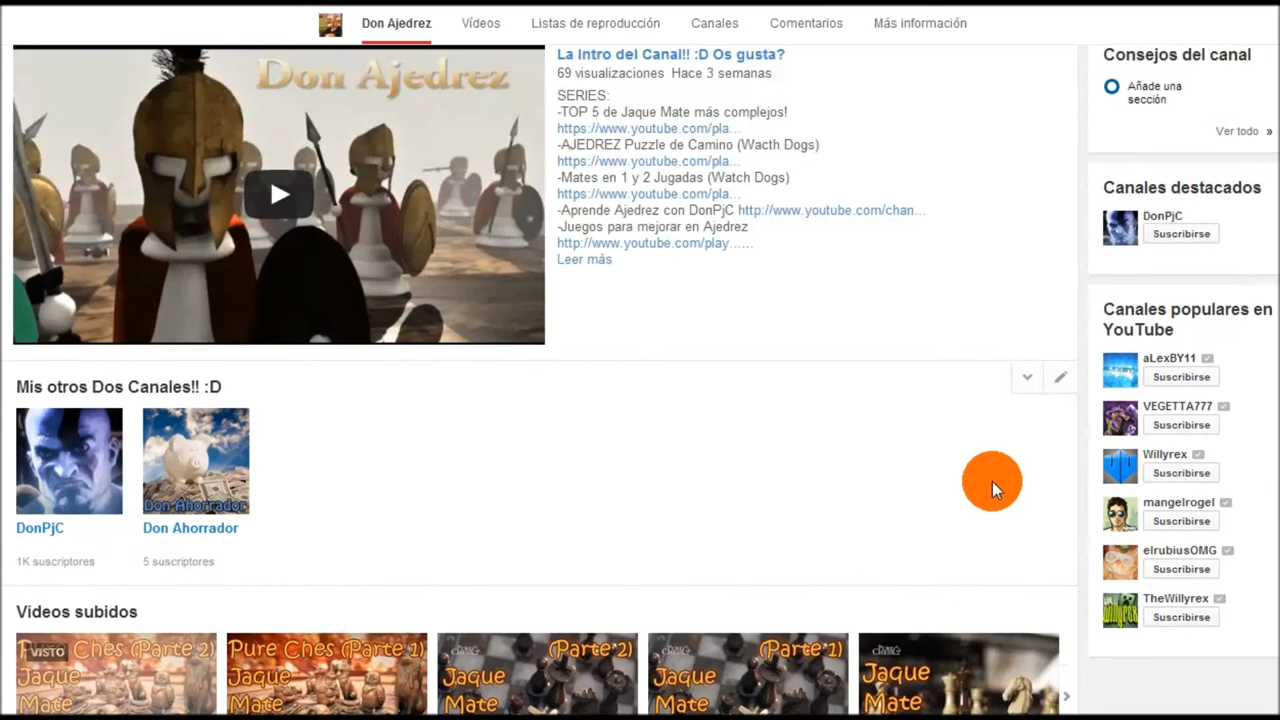 Don Ajedrez
Vídeos
Listas de reproducción
Canales
Comentarios
Más información
Don Ajedrez
La Intro del Canal!! :D Os gusta?
69 visualizaciones Hace 3 semanas
SERIES:
-TOP 5 de Jaque Mate más complejos!
https://www.youtube.com/pla...
-AJEDREZ Puzzle de Camino (Wacth Dogs)
https://www.youtube.com/pla...
-Mates en 1 y 2 Jugadas (Watch Dogs)
https://www.youtube.com/pla...
-Aprende Ajedrez con DonPjC http://www.youtube.com/chan...
-Juegos para mejorar en Ajedrez
http://www.youtube.com/play......
Leer más
Mis otros Dos Canales!! :D
Don Ahorrador
DonPjC
Don Ahorrador
1K suscriptores
5 suscriptores
Vídeos subidos
VISTO
Ches (Parte 2)
Jaque
Mate
Pure Ches (Parte 1)
Jaque
Mate
(Parte 2)
Jaque
Mate
(Parte 1)
Jaque
Mate
Jaque
Mate
Consejos del canal
Añade una
sección
Ver todo »
Canales destacados
DonPjC
Suscribirse
Canales populares en
YouTube
aLexBY11
Suscribirse
VEGETTA777
Suscribirse
Willyrex
Suscribirse
mangelrogel
Suscribirse
elrubiusOMG
Suscribirse
TheWillyrex
Suscribirse